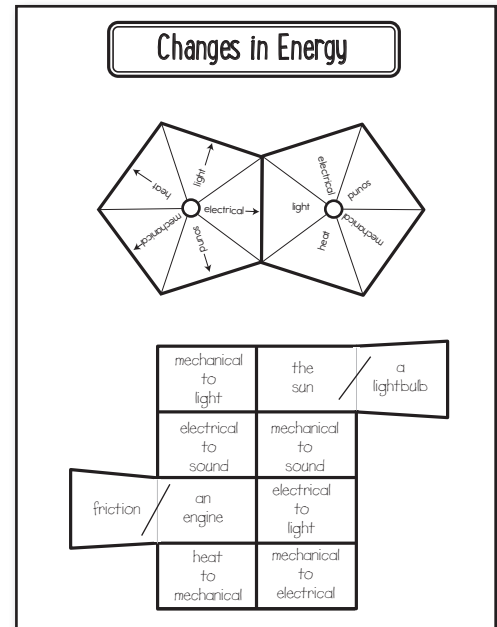 Changes in Energy
light
heat
electrical
mechanical
sound
electrical
sound
light
mechanical
heat
mechanical
to
light
the
sun
a
lightbulb
electrical
to
sound
mechanical
to
sound
friction
an
engine
electrical
to
light
heat
to
mechanical
mechanical
to
electrical